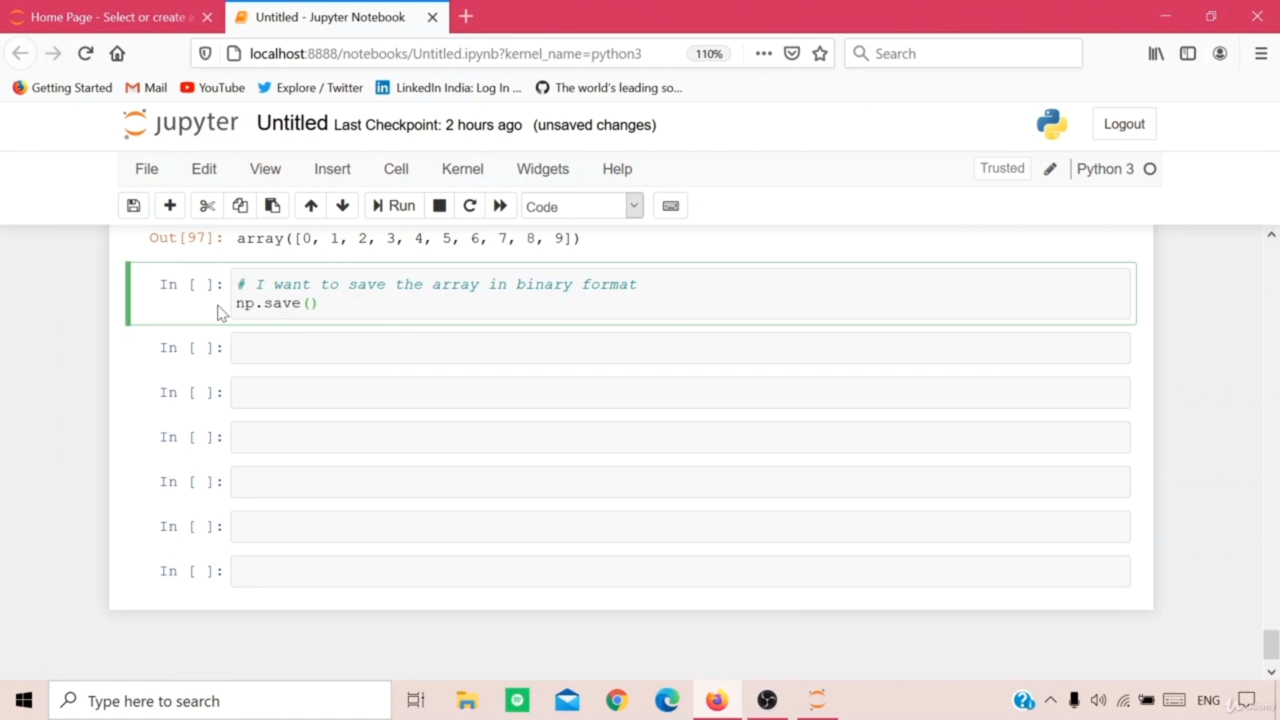 Home Page - Select or create a
Untitled - Jupyter Notebook
localhost:8888/notebooks/Untitled.ipynb?kernel_name=python3
110%
Search
Getting Started
Mail
YouTube
Explore / Twitter
LinkedIn India: Log In ...
The world's leading so...
jupyter
Untitled Last Checkpoint: 2 hours ago (unsaved changes)
Logout
File Edit View Insert Cell Kernel Widgets Help
Trusted
Python 3
Run
Code
Out[97]: array([0, 1, 2, 3, 4, 5, 6, 7, 8, 9])
In [ ]: # I want to save the array in binary format
np.save()
In [ ]:
In [ ]:
In [ ]:
In [ ]:
In [ ]:
In [ ]:
Type here to search
ENG
Udemy